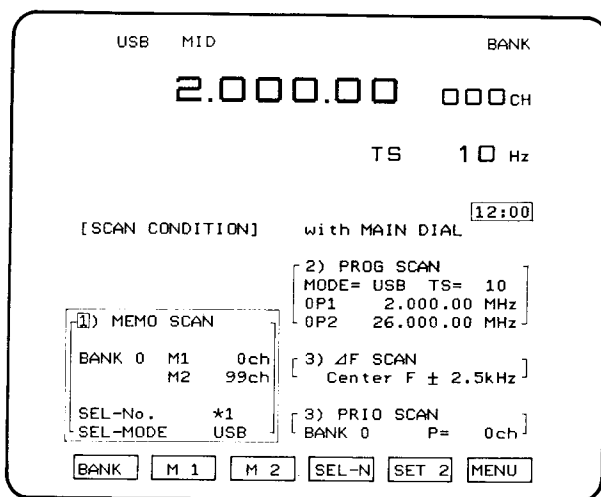 USB MID BANK
2.000.00 000CH
TS 10 Hz
12:00
[SCAN CONDITION] with MAIN DIAL
2) PROG SCAN
MODE= USB TS= 10
0P1 2.000.00 MHz
0P2 26.000.00 MHz
1) MEMO SCAN
BANK 0 M1 0ch
M2 99ch
SEL-No. *1
SEL-MODE USB
3) ⊿F SCAN
Center F ± 2.5kHz
3) PRIO SCAN
BANK 0 P= 0ch
BANK M 1 M 2 SEL-N SET 2 MENU